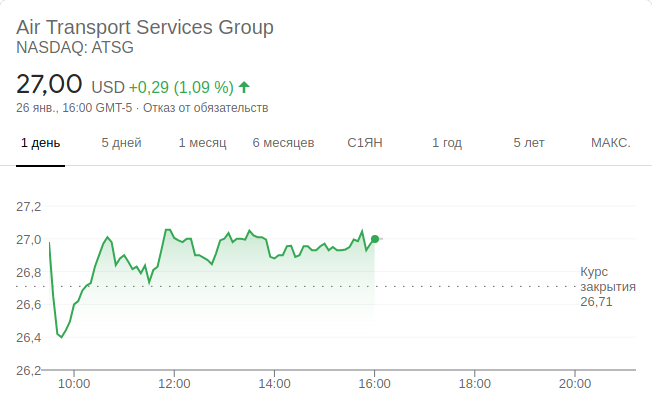 Air Transport Services Group
NASDAQ: ATSG
27,00 USD +0,29 (1,09 %)
26 янв., 16:00 GMT-5 · Отказ от обязательств
1 день 5 дней 1 месяц 6 месяцев С1ЯН 1 год 5 лет МАКС.
27,2
27,0
26,8
26,6
26,4
26,2
Курс
закрытия
26,71
10:00 12:00 14:00 16:00 18:00 20:00